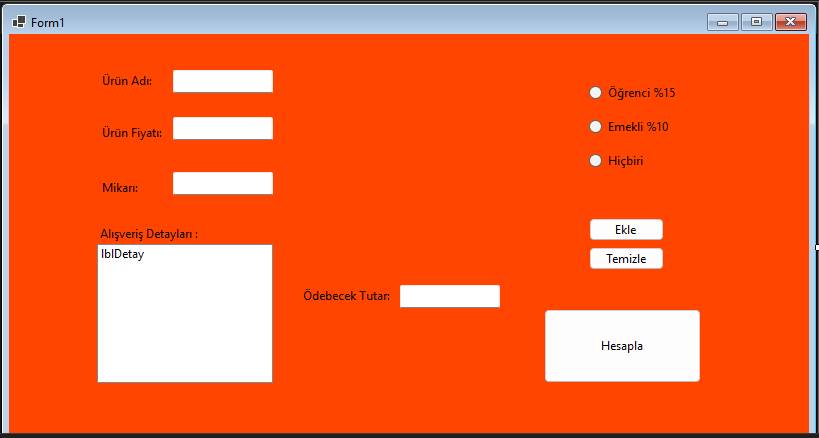 Form1
Ürün Adı:
Öğrenci %15
Ürün Fiyatı:
Emekli %10
Hiçbiri
Mikarı:
Alışveriş Detayları :
lblDetay
Ekle
Temizle
Ödebecek Tutar:
Hesapla